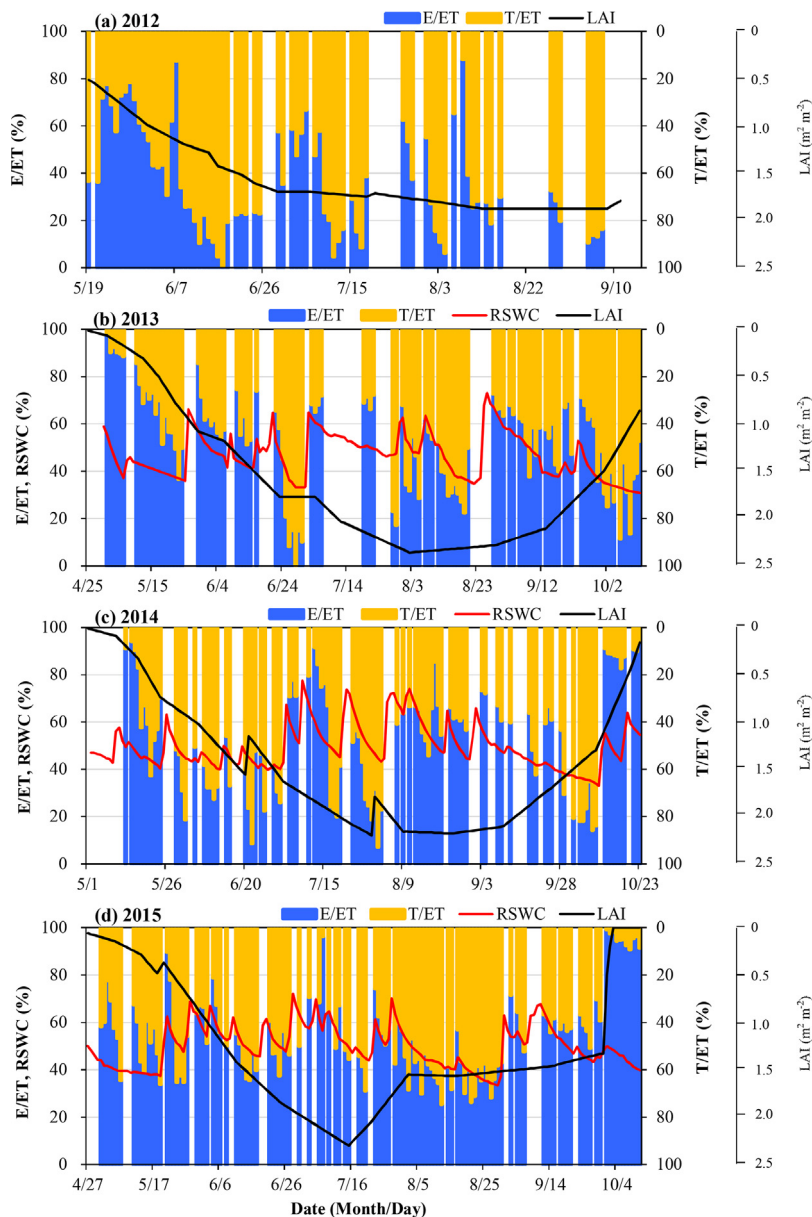 (a) 2012
E/ET T/ET LAI
E/ET (%)
100
80
60
40
20
0
T/ET (%)
0
20
40
60
80
100
LAI (m² m⁻²)
0
0.5
1.0
1.5
2.0
2.5
5/19 6/7 6/26 7/15 8/3 8/22 9/10
(b) 2013
E/ET T/ET RSWC LAI
E/ET, RSWC (%)
100
80
60
40
20
0
T/ET (%)
0
20
40
60
80
100
LAI (m² m⁻²)
0
0.5
1.0
1.5
2.0
2.5
4/25 5/15 6/4 6/24 7/14 8/3 8/23 9/12 10/2
(c) 2014
E/ET T/ET RSWC LAI
E/ET, RSWC (%)
100
80
60
40
20
0
T/ET (%)
0
20
40
60
80
100
LAI (m² m⁻²)
0
0.5
1.0
1.5
2.0
2.5
5/1 5/26 6/20 7/15 8/9 9/3 9/28 10/23
(d) 2015
E/ET T/ET RSWC LAI
E/ET, RSWC (%)
100
80
60
40
20
0
T/ET (%)
0
20
40
60
80
100
LAI (m² m⁻²)
0
0.5
1.0
1.5
2.0
2.5
4/27 5/17 6/6 6/26 7/16 8/5 8/25 9/14 10/4
Date (Month/Day)